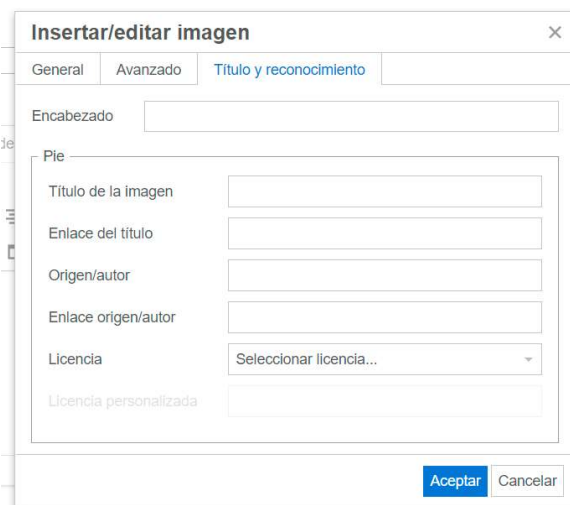 Insertar/editar imagen
General Avanzado Título y reconocimiento
Encabezado
Pie
Título de la imagen
Enlace del título
Origen/autor
Enlace origen/autor
Licencia Seleccionar licencia...
Licencia personalizada
Aceptar Cancelar